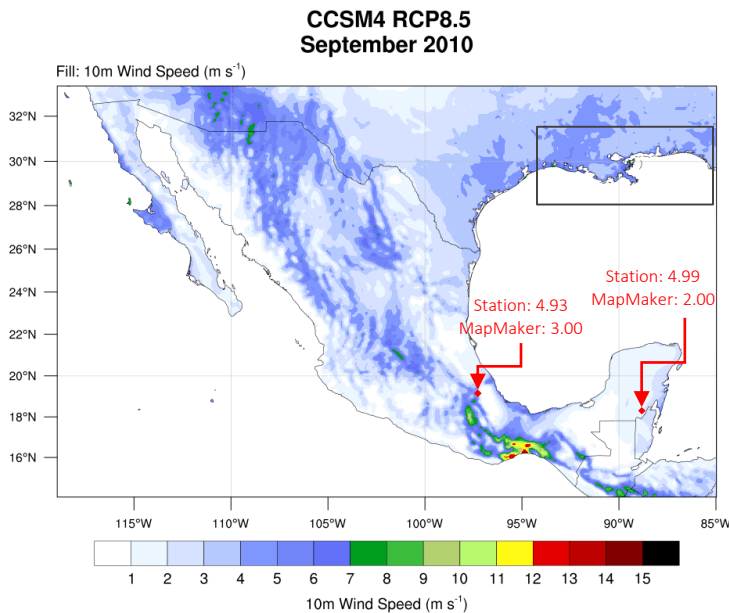 CCSM4 RCP8.5
September 2010
Fill: 10m Wind Speed (m s⁻¹)
32°N
30°N
28°N
26°N
24°N
22°N
20°N
18°N
16°N
Station: 4.93
MapMaker: 3.00
Station: 4.99
MapMaker: 2.00
115°W 110°W 105°W 100°W 95°W 90°W 85°W
1 2 3 4 5 6 7 8 9 10 11 12 13 14 15
10m Wind Speed (m s⁻¹)